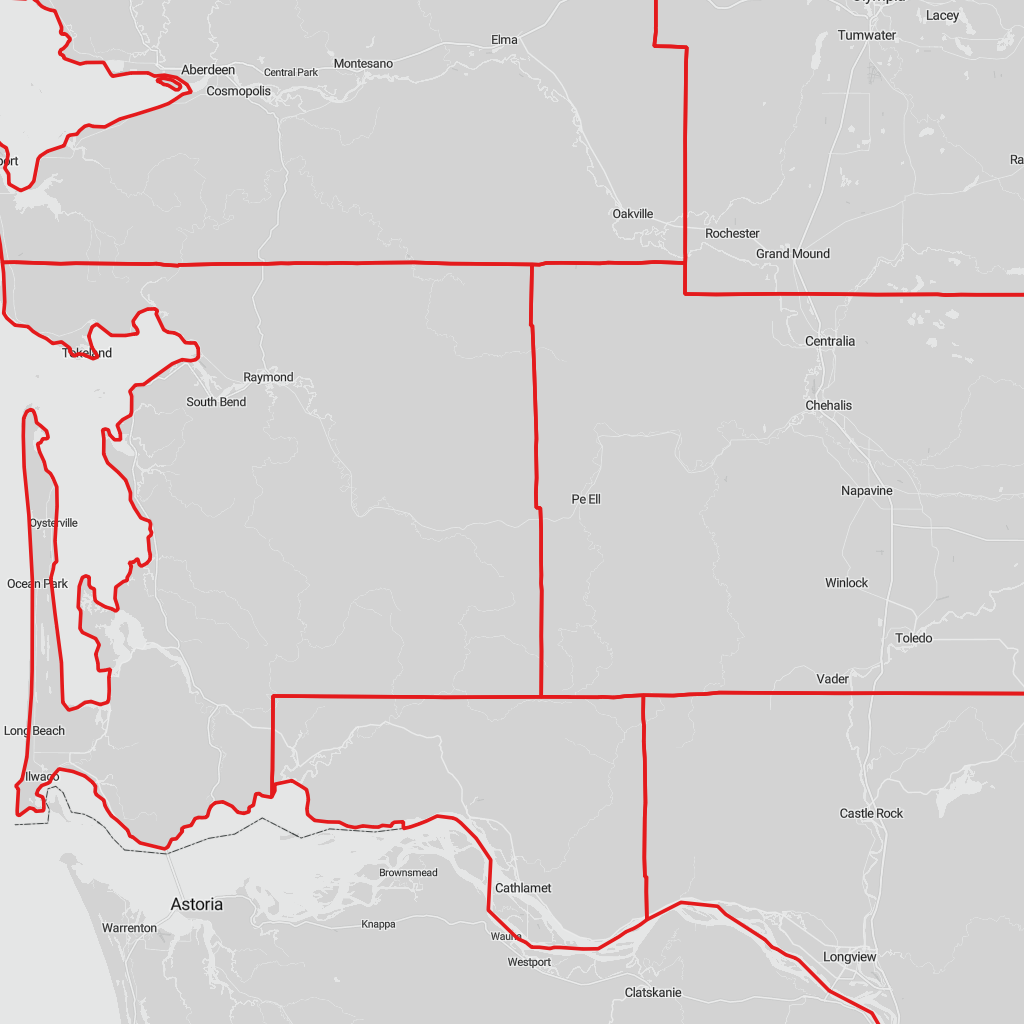 Lacey
Tumwater
Elma
Montesano
Aberdeen
Central Park
Cosmopolis
port
Oakville
Rochester
Grand Mound
Centralia
Tokeland
Raymond
South Bend
Chehalis
Napavine
Pe Ell
Oysterville
Ocean Park
Winlock
Toledo
Vader
Long Beach
Ilwaco
Castle Rock
Brownsmead
Cathlamet
Astoria
Knappa
Warrenton
Wauna
Westport
Longview
Clatskanie